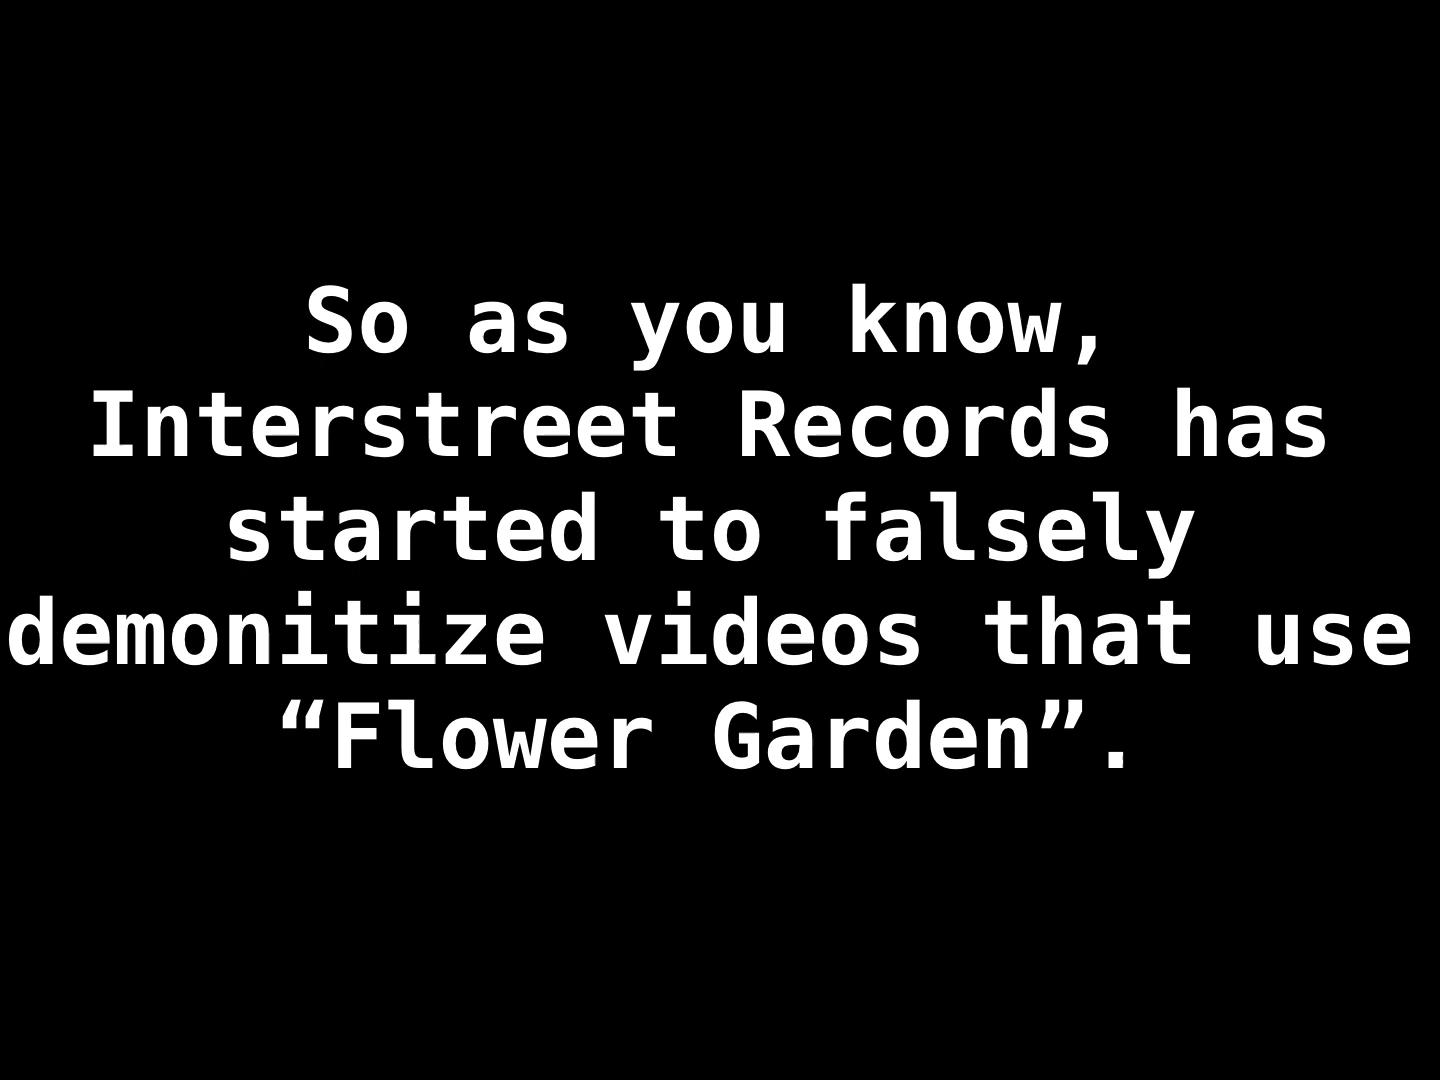 So as you know,
Interstreet Records has
started to falsely
demonitize videos that use
“Flower Garden”.